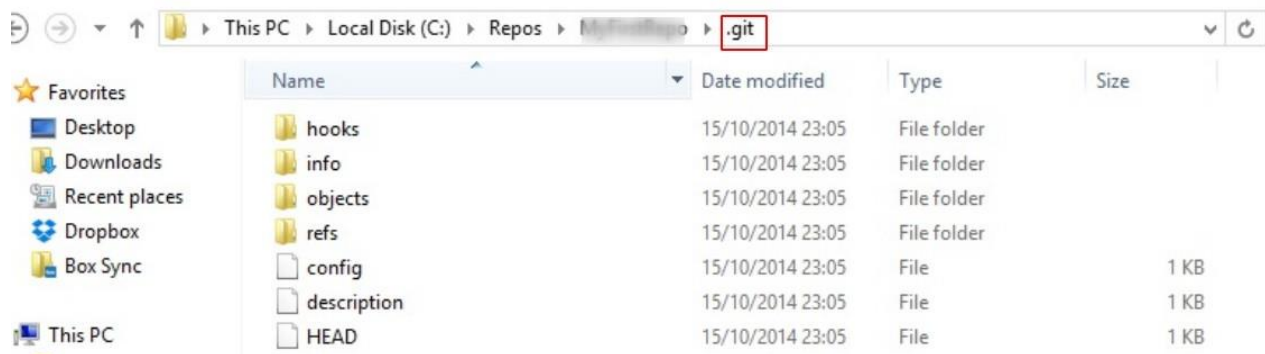 This PC Local Disk (C:) Repos .git
Name Date modified Type Size
Favorites
Desktop
Downloads
Recent places
Dropbox
Box Sync
This PC
hooks 15/10/2014 23:05 File folder
info 15/10/2014 23:05 File folder
objects 15/10/2014 23:05 File folder
refs 15/10/2014 23:05 File folder
config 15/10/2014 23:05 File 1 KB
description 15/10/2014 23:05 File 1 KB
HEAD 15/10/2014 23:05 File 1 KB